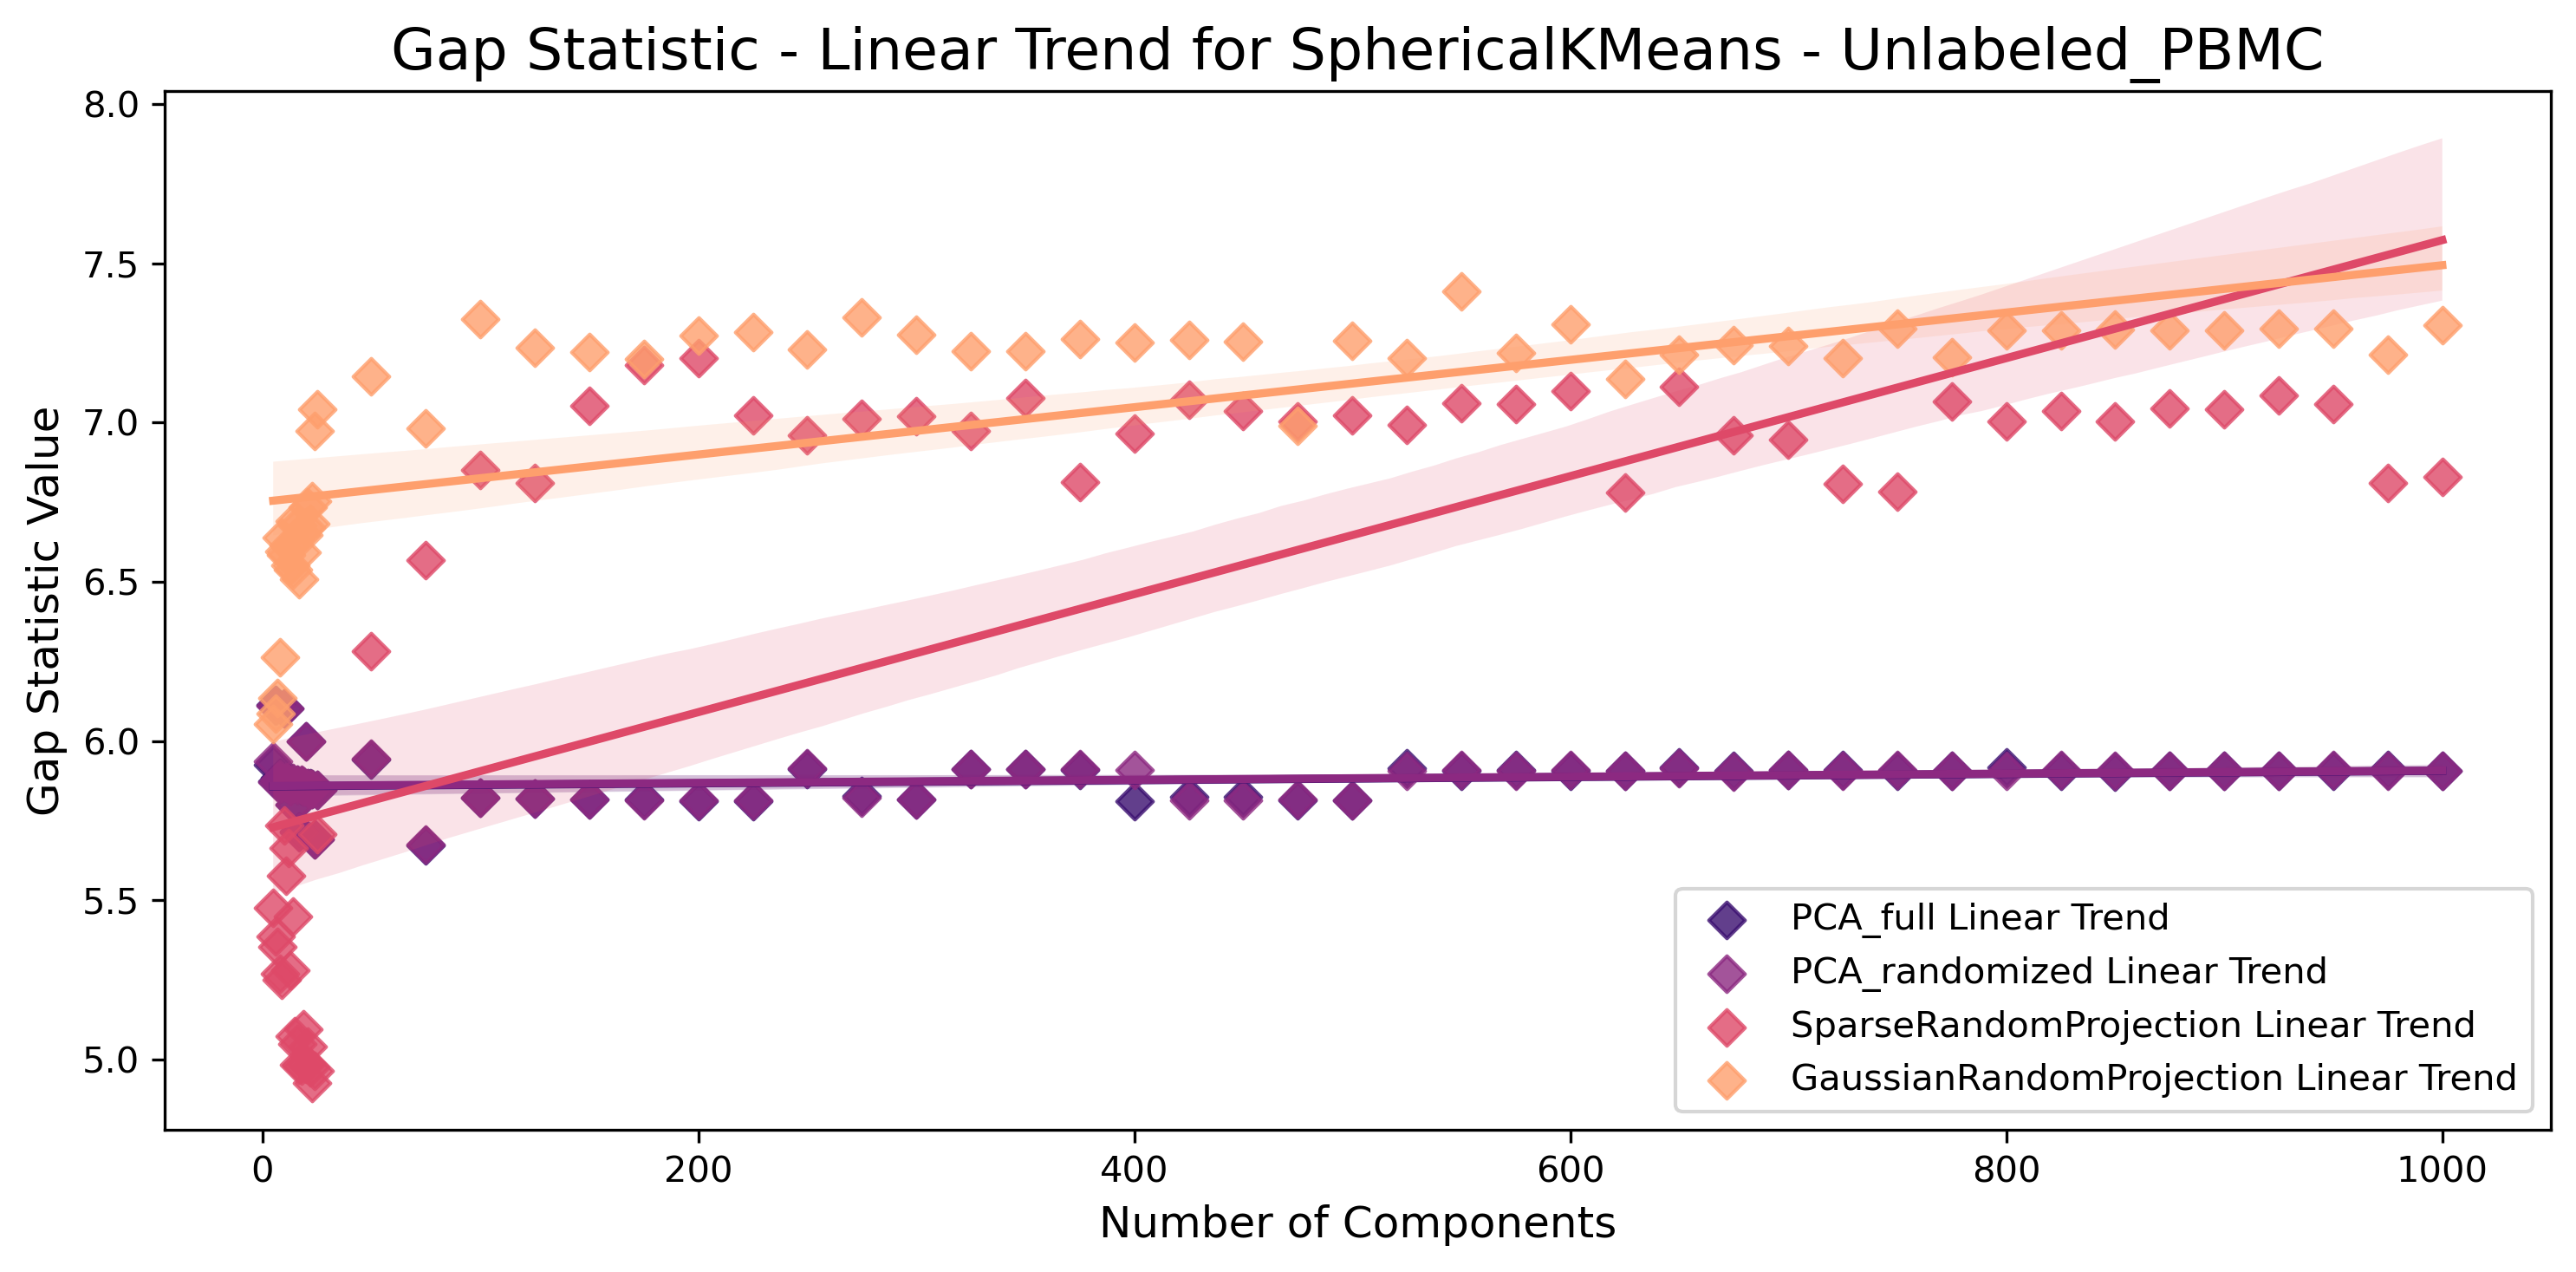 Gap Statistic - Linear Trend for SphericalKMeans - Unlabeled_PBMC
Gap Statistic Value
8.0
7.5
7.0
6.5
6.0
5.5
5.0
0
200
400
600
800
1000
Number of Components
PCA_full Linear Trend
PCA_randomized Linear Trend
SparseRandomProjection Linear Trend
GaussianRandomProjection Linear Trend